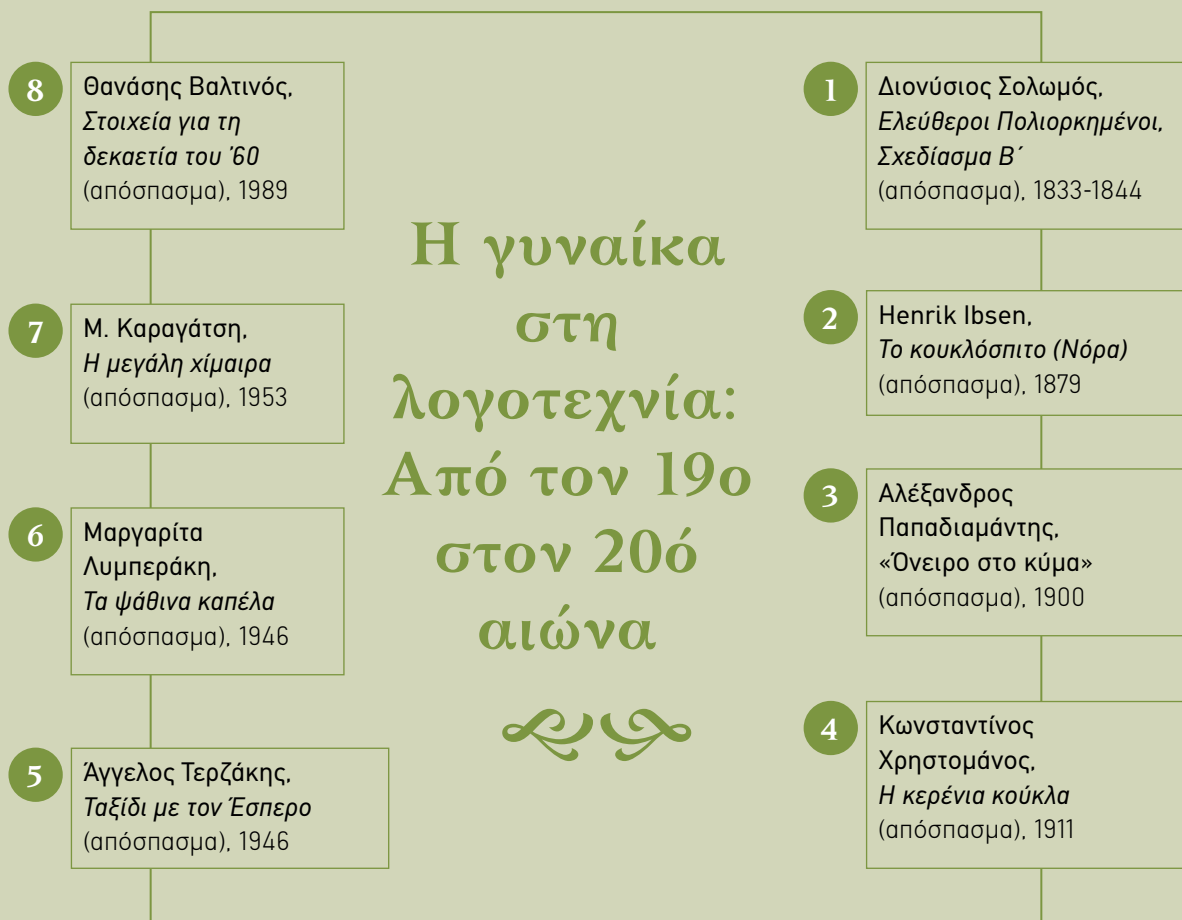 Η γυναίκα
στη
λογοτεχνία:
Από τον 19ο
στον 20ό
αιώνα
1
Διονύσιος Σολωμός,
Ελεύθεροι Πολιορκημένοι,
Σχεδίασμα Β΄
(απόσπασμα), 1833-1844
2
Henrik Ibsen,
Το κουκλόσπιτο (Νόρα)
(απόσπασμα), 1879
3
Αλέξανδρος
Παπαδιαμάντης,
«Όνειρο στο κύμα»
(απόσπασμα), 1900
4
Κωνσταντίνος
Χρηστομάνος,
Η κερένια κούκλα
(απόσπασμα), 1911
5
Άγγελος Τερζάκης,
Ταξίδι με τον Έσπερο
(απόσπασμα), 1946
6
Μαργαρίτα
Λυμπεράκη,
Τα ψάθινα καπέλα
(απόσπασμα), 1946
7
Μ. Καραγάτση,
Η μεγάλη χίμαιρα
(απόσπασμα), 1953
8
Θανάσης Βαλτινός,
Στοιχεία για τη
δεκαετία του ’60
(απόσπασμα), 1989